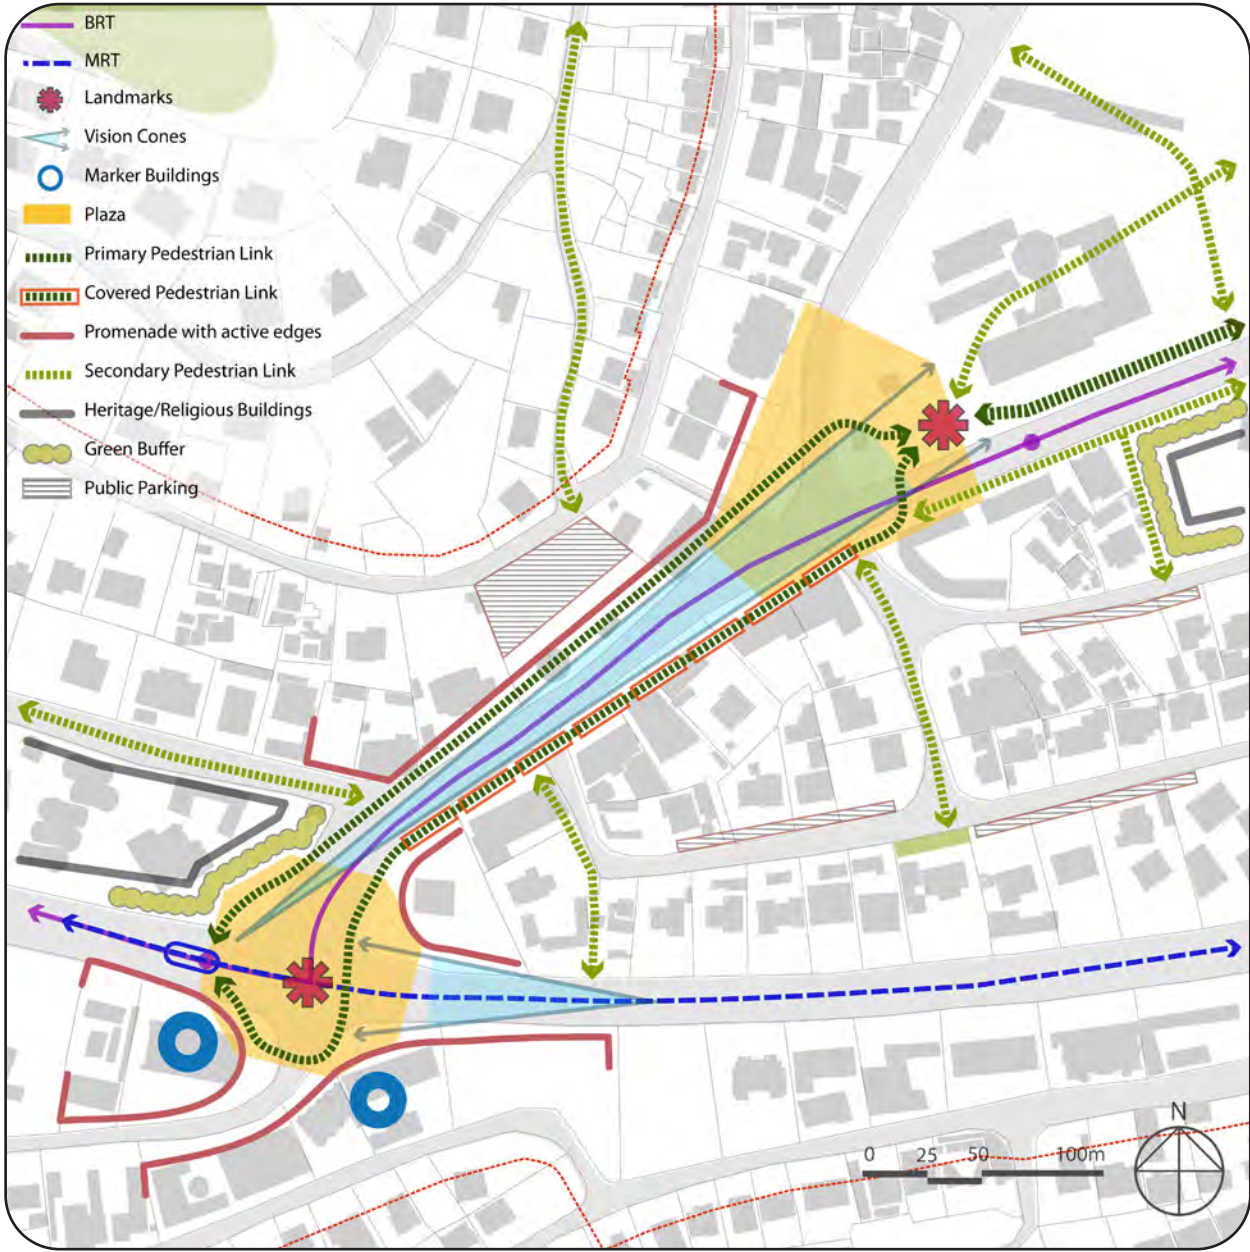 BRT
MRT
Landmarks
Vision Cones
Marker Buildings
Plaza
Primary Pedestrian Link
Covered Pedestrian Link
Promenade with active edges
Secondary Pedestrian Link
Heritage/Religious Buildings
Green Buffer
Public Parking
N
0 25 50 100m